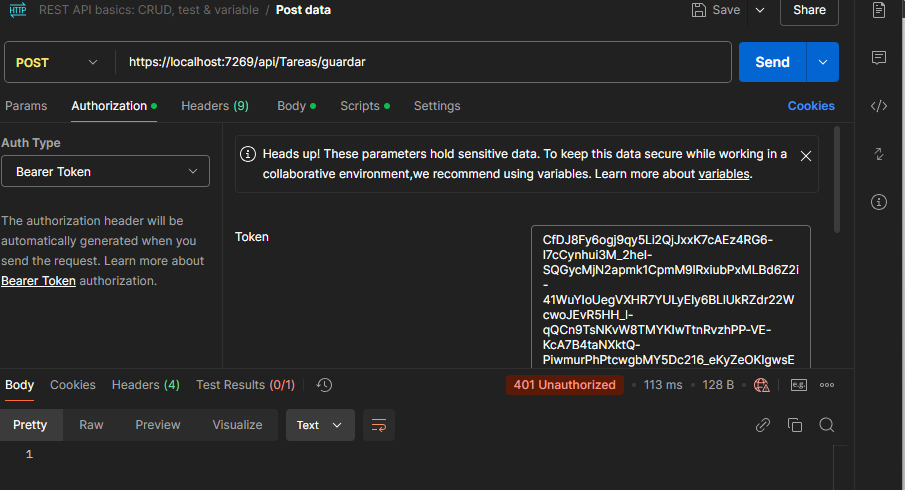 HTTP REST API basics: CRUD, test & variable / Post data
Save
Share
POST
https://localhost:7269/api/Tareas/guardar
Send
Params
Authorization
Headers (9)
Body
Scripts
Settings
Cookies
Auth Type
Bearer Token
The authorization header will be
automatically generated when you
send the request. Learn more about
Bearer Token authorization.
Heads up! These parameters hold sensitive data. To keep this data secure while working in a
collaborative environment,we recommend using variables. Learn more about variables.
Token
CfDJ8Fy6ogj9qy5Li2QjJxxK7cAEz4RG6-
I7cCynhui3M_2heI-
SQGycMjN2apmk1CpmM9lRxiubPxMLBd6Z2i
-
41WuYIoUegVXHR7YULyEIy6BLIUkRZdr22W
cwoJEvR5HH_l-
qQCn9TsNKvW8TMYKIwTtnRvzhPP-VE-
KcA7B4taNXktQ-
PiwmurPhPtcwgbMY5Dc216_eKyZeOKIgwsE
Body
Cookies
Headers (4)
Test Results (0/1)
401 Unauthorized
113 ms
128 B
e.g.
Pretty
Raw
Preview
Visualize
Text
1